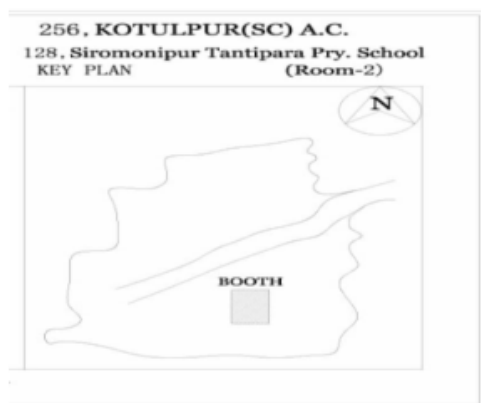 256, KOTULPUR(SC) A.C.
128, Siromonipur Tantipara Pry. School
KEY PLAN (Room-2)
N
BOOTH